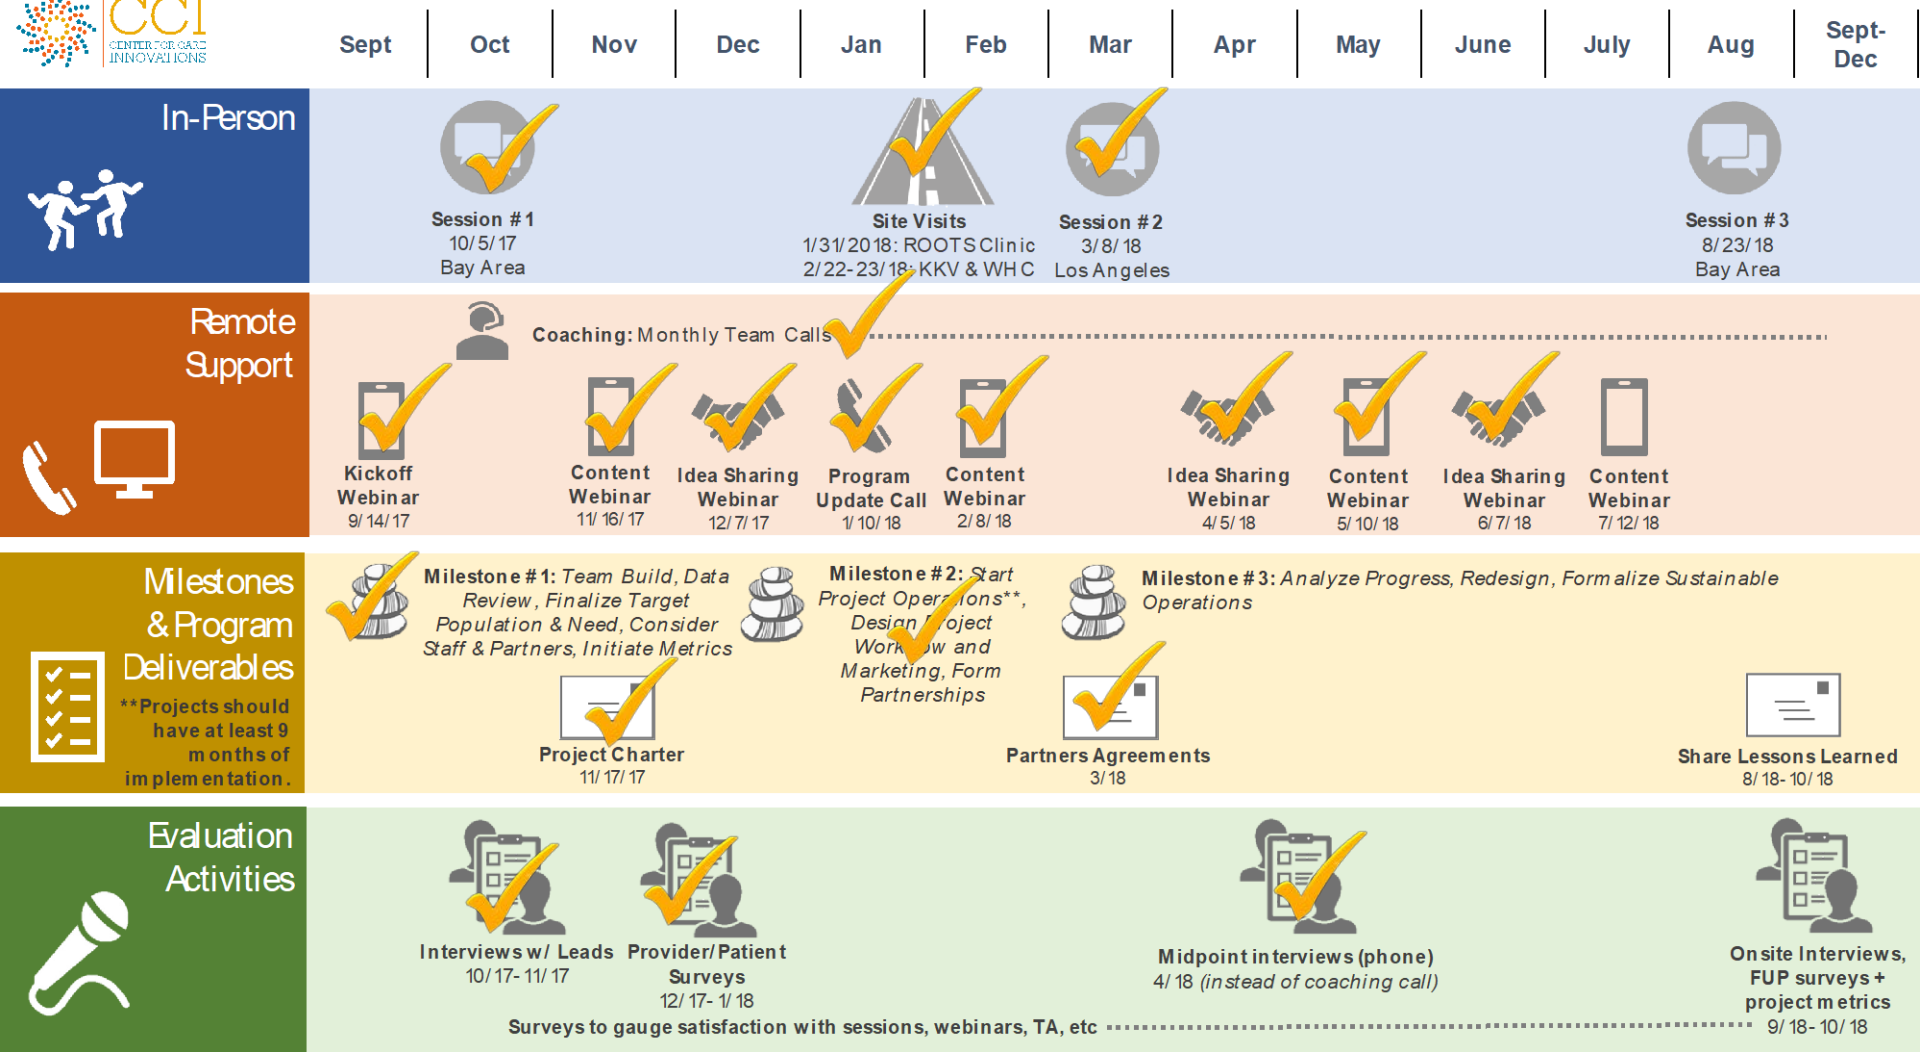 CCI
CENTER FOR CARE
INNOVATIONS
Sept
Oct
Nov
Dec
Jan
Feb
Mar
Apr
May
June
July
Aug
Sept-
Dec
In-Person
Session #1
10/5/17
Bay Area
Site Visits
1/31/2018: ROOTS Clinic
2/22-23/18: KKV & WHC
Session #2
3/8/18
Los Angeles
Session #3
8/23/18
Bay Area
Remote
Support
Coaching: Monthly Team Calls
Kickoff
Webinar
9/14/17
Content
Webinar
11/16/17
Idea Sharing
Webinar
12/7/17
Program
Update Call
1/10/18
Content
Webinar
2/8/18
Idea Sharing
Webinar
4/5/18
Content
Webinar
5/10/18
Idea Sharing
Webinar
6/7/18
Content
Webinar
7/12/18
Milestones
& Program
Deliverables
**Projects should
have at least 9
months of
implementation.
Milestone #1: Team Build, Data
Review, Finalize Target
Population & Need, Consider
Staff & Partners, Initiate Metrics
Milestone #2: Start
Project Operations**,
Design Project
Workflow and
Marketing, Form
Partnerships
Milestone #3: Analyze Progress, Redesign, Formalize Sustainable
Operations
Project Charter
11/17/17
Partners Agreements
3/18
Share Lessons Learned
8/18-10/18
Evaluation
Activities
Interviews w/ Leads
10/17-11/17
Provider/Patient
Surveys
12/17-1/18
Midpoint interviews (phone)
4/18 (instead of coaching call)
Onsite Interviews,
FUP surveys +
project metrics
9/18-10/18
Surveys to gauge satisfaction with sessions, webinars, TA, etc